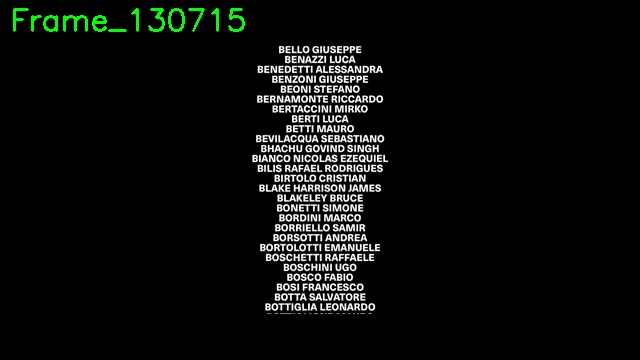 Frame_130715
BELLO GIUSEPPE
BENAZZI LUCA
BENEDETTI ALESSANDRA
BENZONI GIUSEPPE
BEONI STEFANO
BERNAMONTE RICCARDO
BERTACCINI MIRKO
BERTI LUCA
BETTI MAURO
BEVILACQUA SEBASTIANO
BHACHU GOVIND SINGH
BIANCO NICOLAS EZEQUIEL
BILIS RAFAEL RODRIGUES
BIRTOLO CRISTIAN
BLAKE HARRISON JAMES
BLAKELEY BRUCE
BONETTI SIMONE
BORDINI MARCO
BORRIELLO SAMIR
BORSOTTI ANDREA
BORTOLOTTI EMANUELE
BOSCHETTI RAFFAELE
BOSCHINI UGO
BOSCO FABIO
BOSI FRANCESCO
BOTTA SALVATORE
BOTTIGLIA LEONARDO